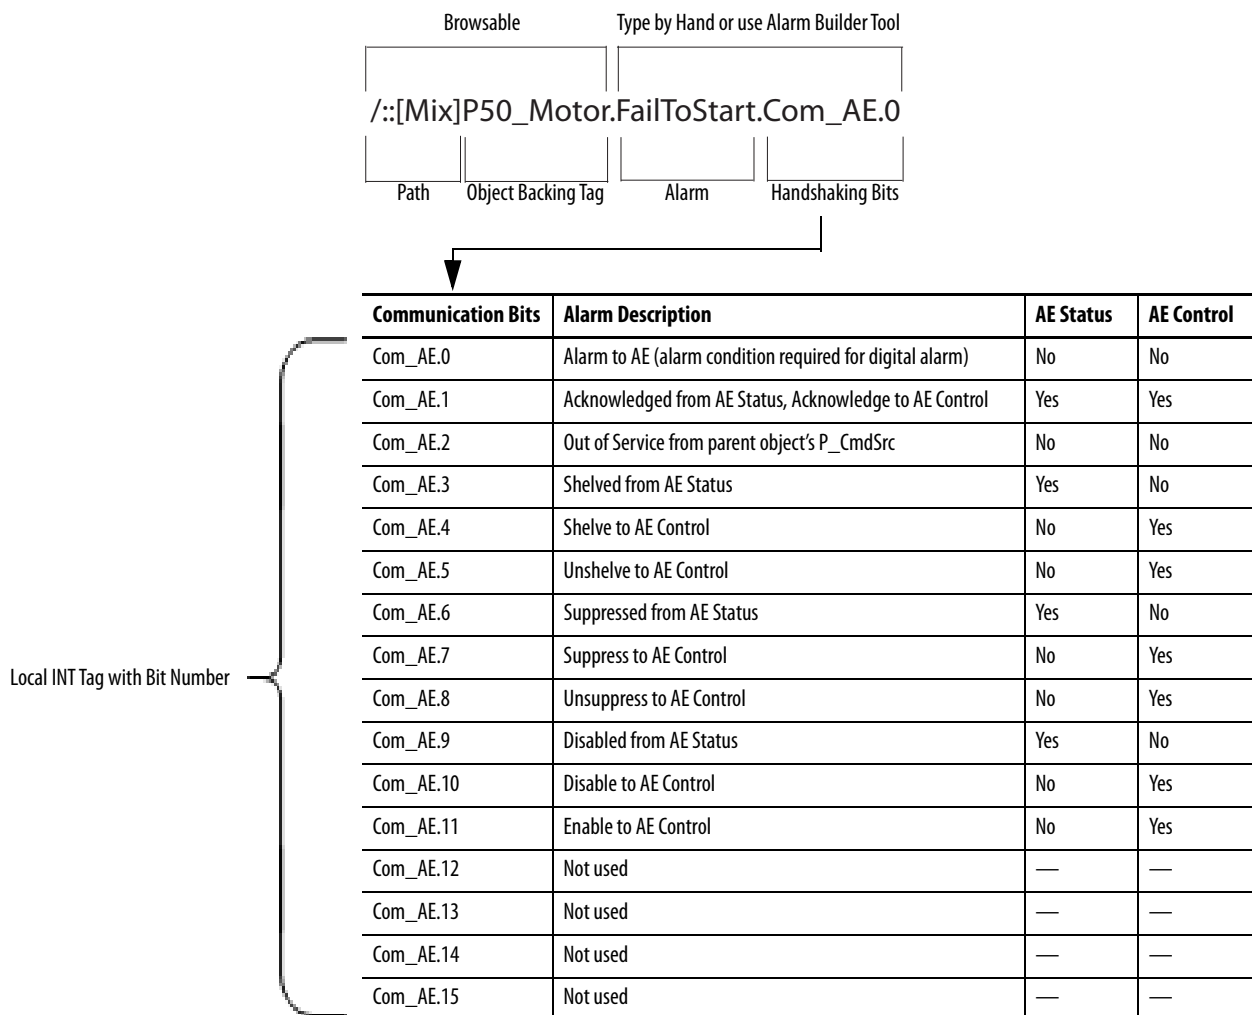 Browsable Type by Hand or use Alarm Builder Tool
/::[Mix]P50_Motor.FailToStart.Com_AE.0
Path Object Backing Tag Alarm Handshaking Bits
Communication Bits Alarm Description AE Status AE Control
Com_AE.0 Alarm to AE (alarm condition required for digital alarm) No No
Com_AE.1 Acknowledged from AE Status, Acknowledge to AE Control Yes Yes
Com_AE.2 Out of Service from parent object's P_CmdSrc No No
Com_AE.3 Shelved from AE Status Yes No
Com_AE.4 Shelve to AE Control No Yes
Com_AE.5 Unshelve to AE Control No Yes
Com_AE.6 Suppressed from AE Status Yes No
Local INT Tag with Bit Number
Com_AE.7 Suppress to AE Control No Yes
Com_AE.8 Unsuppress to AE Control No Yes
Com_AE.9 Disabled from AE Status Yes No
Com_AE.10 Disable to AE Control No Yes
Com_AE.11 Enable to AE Control No Yes
Com_AE.12 Not used — —
Com_AE.13 Not used — —
Com_AE.14 Not used — —
Com_AE.15 Not used — —